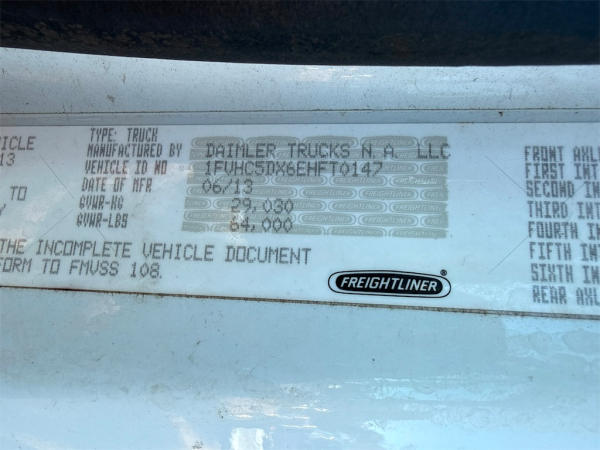 TYPE: TRUCK
MANUFACTURED BY DAIMLER TRUCKS N.A. LLC
VEHICLE ID NO 1FVHC5DX6EHFT0147
DATE OF MFR 06/13
GVWR-KG 29,030
GVWR-LBS 64,000
THE INCOMPLETE VEHICLE DOCUMENT
FORM TO FMVSS 108.
FREIGHTLINER ®
ICLE
13
TO
FRONT AXL
FIRST INT
SECOND IN
THIRD INT
FOURTH IN
FIFTH INT
SIXTH INT
REAR AXL